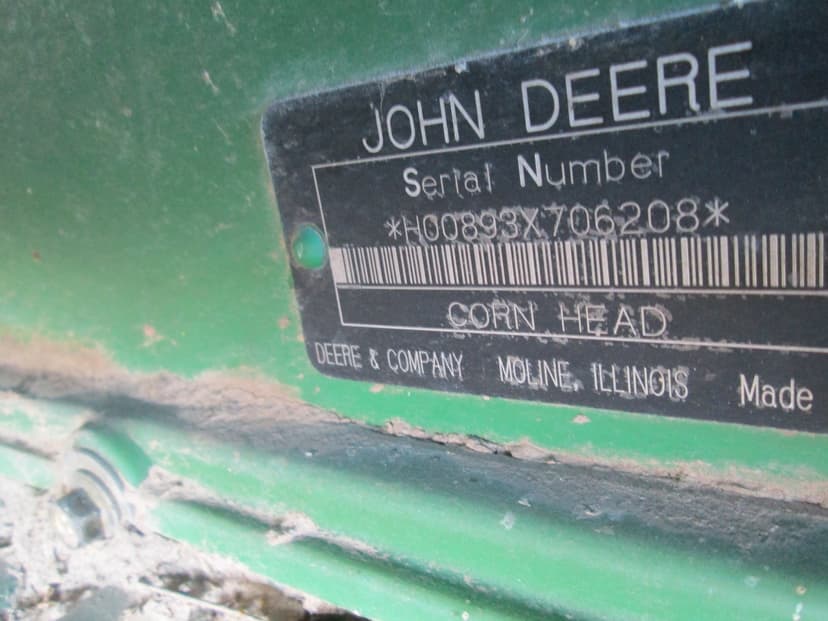 JOHN DEERE
Serial Number
*H00893X706208*
CORN HEAD
DEERE & COMPANY MOLINE, ILLINOIS Made